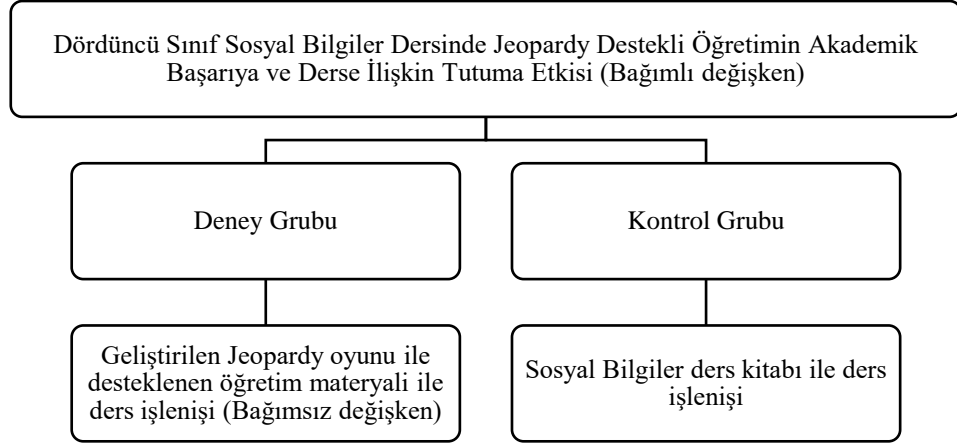 Dördüncü Sınıf Sosyal Bilgiler Dersinde Jeopardy Destekli Öğretimin Akademik
Başarıya ve Derse İlişkin Tutuma Etkisi (Bağımlı değişken)
Deney Grubu
Kontrol Grubu
Geliştirilen Jeopardy oyunu ile
desteklenen öğretim materyali ile
ders işlenişi (Bağımsız değişken)
Sosyal Bilgiler ders kitabı ile ders
işlenişi